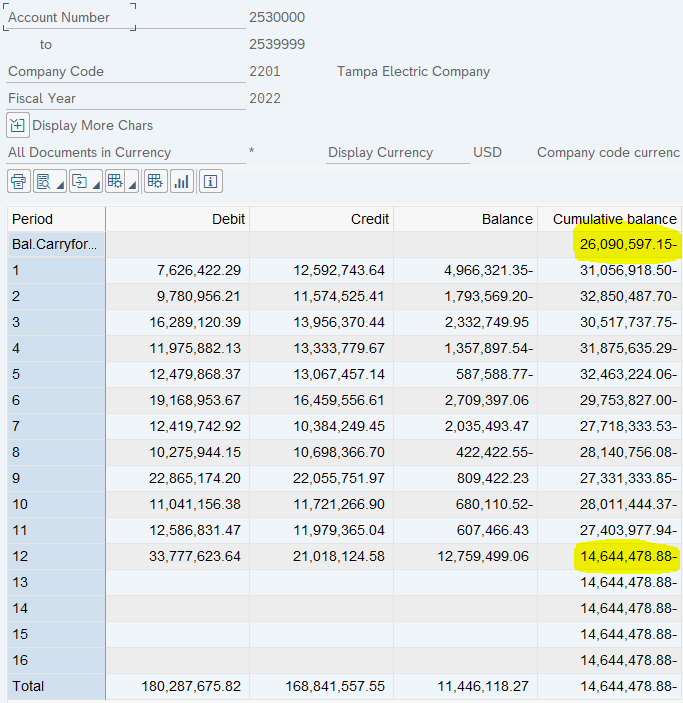 Account Number 2530000
to 2539999
Company Code 2201 Tampa Electric Company
Fiscal Year 2022
Display More Chars
All Documents in Currency * Display Currency USD Company code currenc
Period Debit Credit Balance Cumulative balance
Bal.Carryfor... 26,090,597.15-
1 7,626,422.29 12,592,743.64 4,966,321.35- 31,056,918.50-
2 9,780,956.21 11,574,525.41 1,793,569.20- 32,850,487.70-
3 16,289,120.39 13,956,370.44 2,332,749.95 30,517,737.75-
4 11,975,882.13 13,333,779.67 1,357,897.54- 31,875,635.29-
5 12,479,868.37 13,067,457.14 587,588.77- 32,463,224.06-
6 19,168,953.67 16,459,556.61 2,709,397.06 29,753,827.00-
7 12,419,742.92 10,384,249.45 2,035,493.47 27,718,333.53-
8 10,275,944.15 10,698,366.70 422,422.55- 28,140,756.08-
9 22,865,174.20 22,055,751.97 809,422.23 27,331,333.85-
10 11,041,156.38 11,721,266.90 680,110.52- 28,011,444.37-
11 12,586,831.47 11,979,365.04 607,466.43 27,403,977.94-
12 33,777,623.64 21,018,124.58 12,759,499.06 14,644,478.88-
13 14,644,478.88-
14 14,644,478.88-
15 14,644,478.88-
16 14,644,478.88-
Total 180,287,675.82 168,841,557.55 11,446,118.27 14,644,478.88-